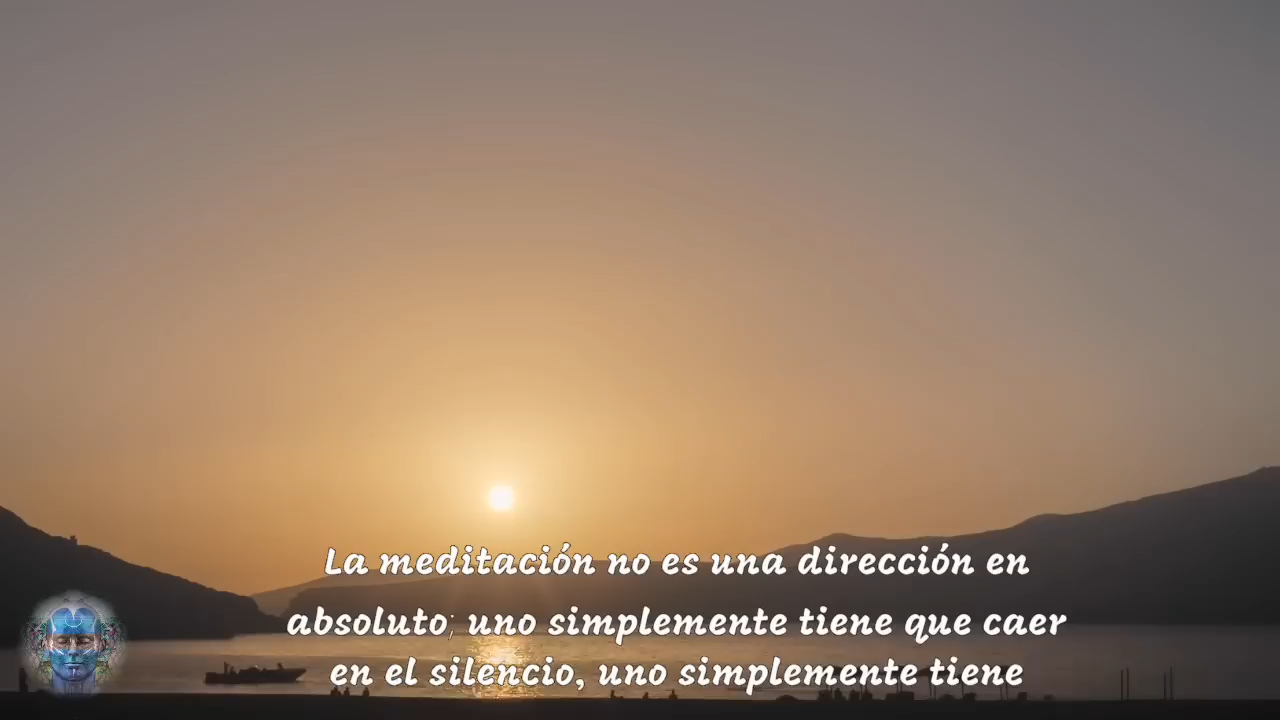 La meditación no es una dirección en
absoluto; uno simplemente tiene que caer
en el silencio, uno simplemente tiene